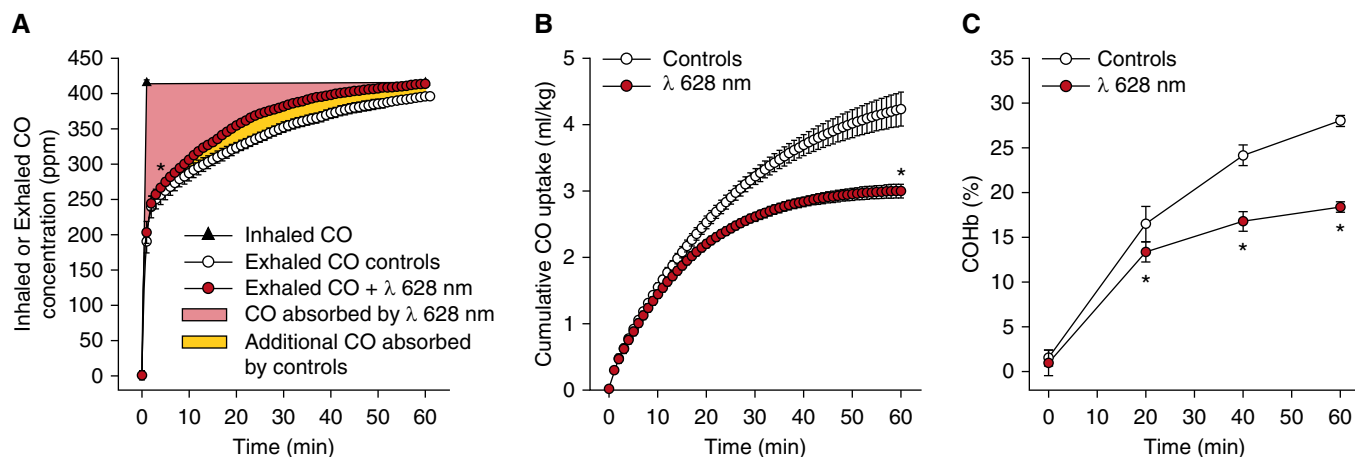 A
Inhaled or Exhaled CO
concentration (ppm)
450
400
350
300
250
200
150
100
50
0
*
Inhaled CO
Exhaled CO controls
Exhaled CO + λ 628 nm
CO absorbed by λ 628 nm
Additional CO absorbed
by controls
0 10 20 30 40 50 60
Time (min)
B
Cumulative CO uptake (ml/kg)
5
4
3
2
1
0
Controls
λ 628 nm
*
0 10 20 30 40 50 60
Time (min)
C
COHb (%)
35
30
25
20
15
10
5
0
Controls
λ 628 nm
*
*
*
0 20 40 60
Time (min)